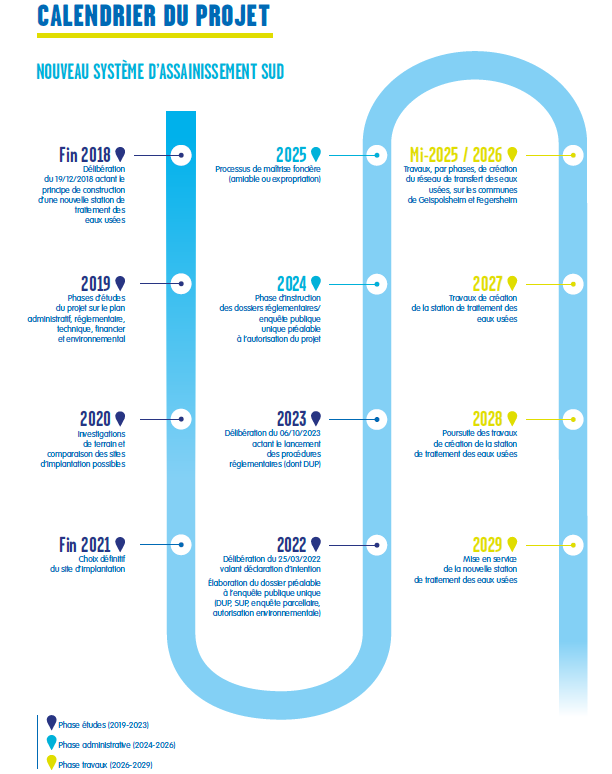 CALENDRIER DU PROJET
NOUVEAU SYSTÈME D'ASSAINISSEMENT SUD
Fin 2018
Délibération
du 19/12/2018 actant le
principe de construction
d'une nouvelle station de
traitement des
eaux usées
2019
Phases d'études
du projet sur le plan
administratif, réglementaire,
technique, financier
et environnemental
2020
Investigations
de terrain et
comparaison des sites
d'implantation possibles
Fin 2021
Choix définitif
du site d'implantation
2022
Délibération du 25/03/2022
valant déclaration d'intention
Élaboration du dossier préalable
à l'enquête publique unique
(DUP, SUP, enquête parcellaire,
autorisation environnementale)
2023
Délibération du 06/10/2023
actant le lancement
des procédures
réglementaires (dont DUP)
2024
Phase d'instruction
des dossiers réglementaires/
enquête publique
unique préalable
à l'autorisation du projet
2025
Processus de maîtrise foncière
(amiable ou expropriation)
Mi-2025 / 2026
Travaux, par phases, de création
du réseau de transfert des eaux
usées, sur les communes
de Geispolsheim et Fegersheim
2027
Travaux de création
de la station de traitement des
eaux usées
2028
Poursuite des travaux
de création de la station
de traitement des eaux usées
2029
Mise en service
de la nouvelle station
de traitement des eaux usées
Phase études (2019-2023)
Phase administrative (2024-2026)
Phase travaux (2026-2029)